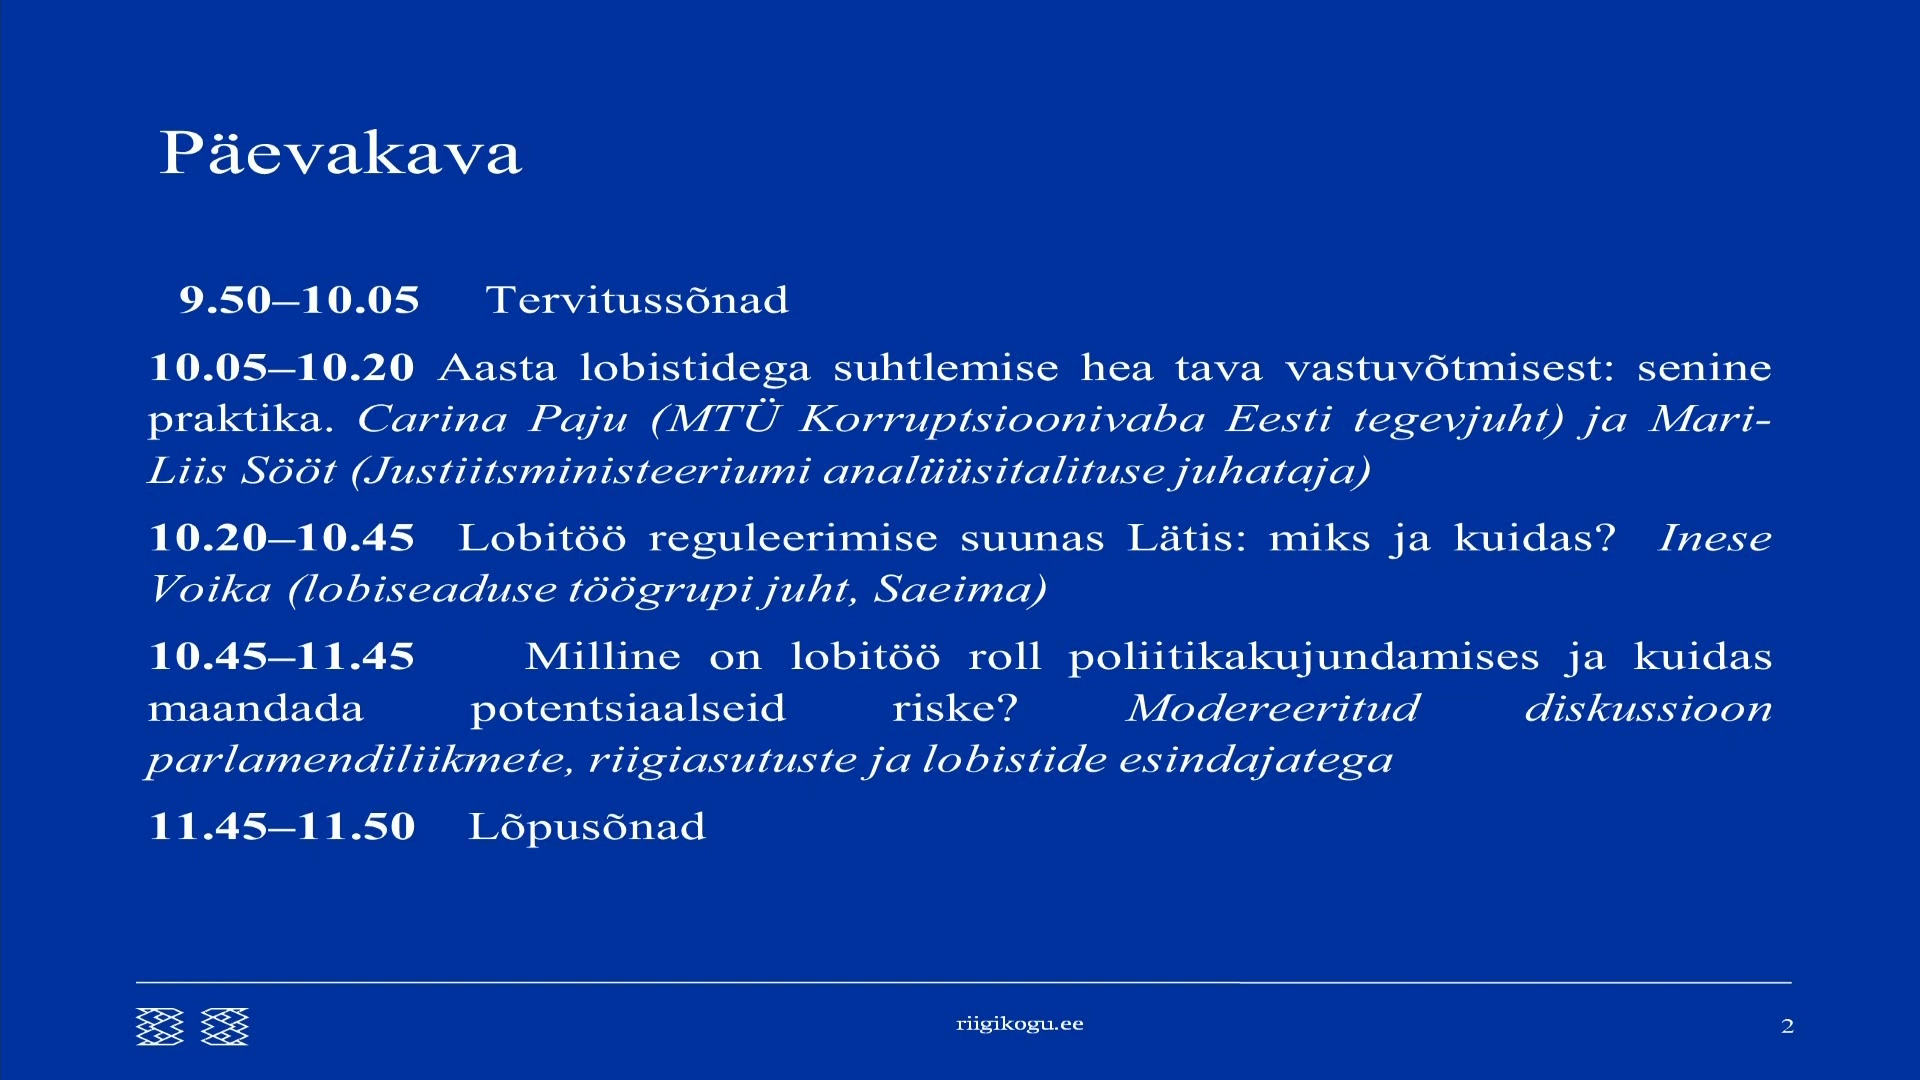 Päevakava
9.50–10.05 Tervitussõnad
10.05–10.20 Aasta lobistidega suhtlemise hea tava vastuvõtmisest: senine
praktika. Carina Paju (MTÜ Korruptsioonivaba Eesti tegevjuht) ja Mari-
Liis Sööt (Justiitsministeeriumi analüüsitalituse juhataja)
10.20–10.45 Lobitöö reguleerimise suunas Lätis: miks ja kuidas? Inese
Voika (lobiseaduse töögrupi juht, Saeima)
10.45–11.45 Milline on lobitöö roll poliitikakujundamises ja kuidas
maandada potentsiaalseid riske? Modereeritud diskussioon
parlamendiliikmete, riigiasutuste ja lobistide esindajatega
11.45–11.50 Lõpusõnad
riigikogu.ee
2